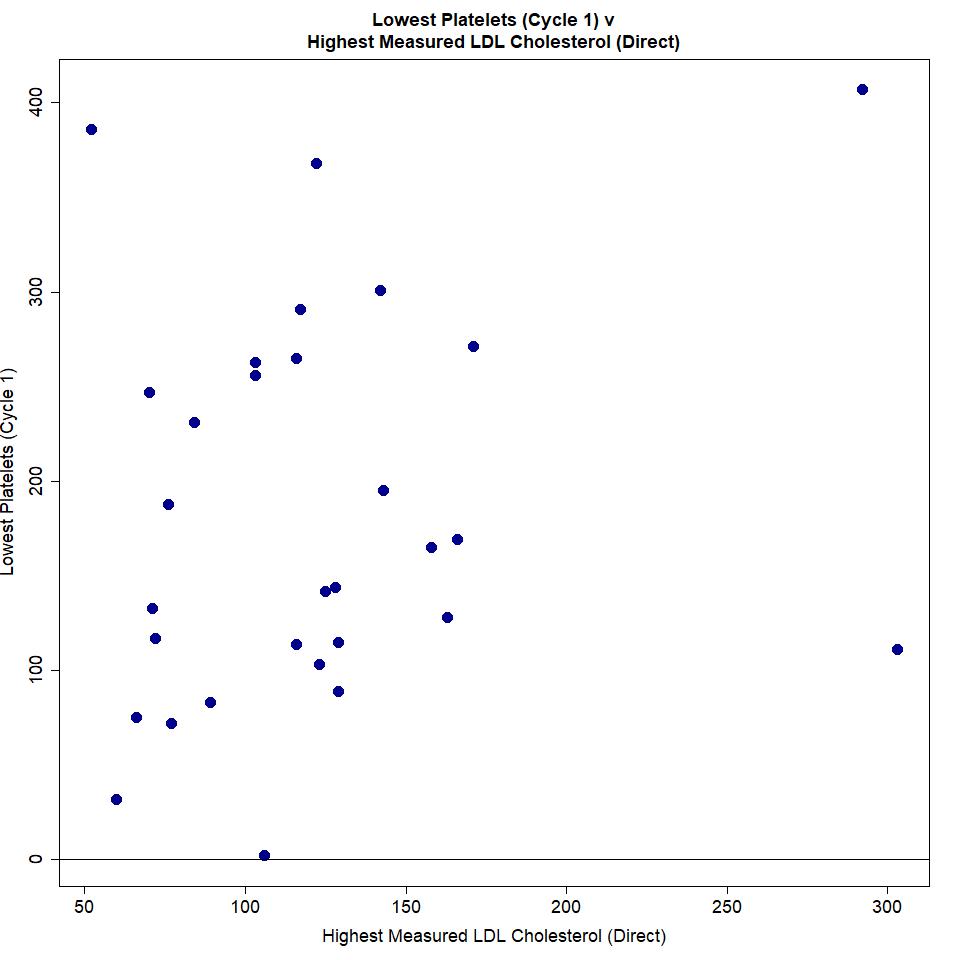 Lowest Platelets (Cycle 1) v
Highest Measured LDL Cholesterol (Direct)
Lowest Platelets (Cycle 1)
400
300
200
100
0
50 100 150 200 250 300
Highest Measured LDL Cholesterol (Direct)